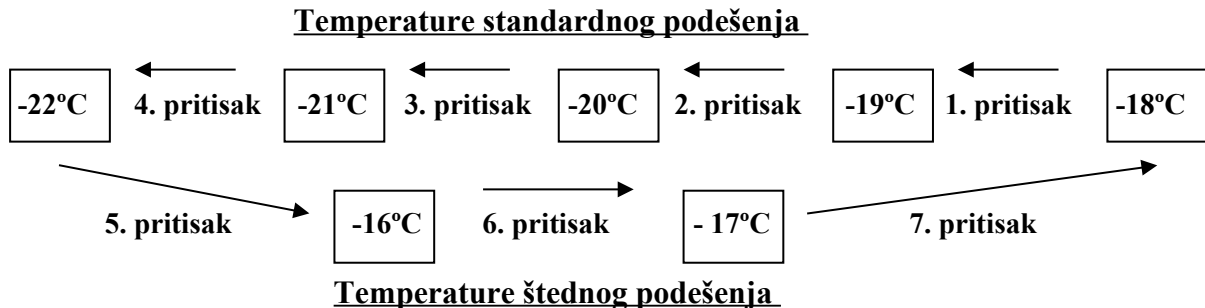 Temperature standardnog podešenja
-22ºC 4. pritisak -21ºC 3. pritisak -20ºC 2. pritisak -19ºC 1. pritisak -18ºC
5. pritisak -16ºC 6. pritisak - 17ºC 7. pritisak
Temperature štednog podešenja